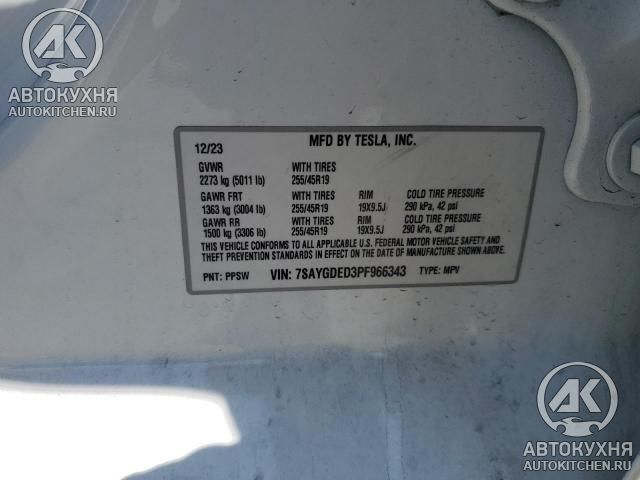 AK
АВТОКУХНЯ
AUTOKITCHEN.RU
12/23 MFD BY TESLA, INC.
GVWR WITH TIRES
2273 kg (5011 lb) 255/45R19
GAWR FRT WITH TIRES RIM COLD TIRE PRESSURE
1363 kg (3004 lb) 255/45R19 19X9.5J 290 kPa, 42 psi
GAWR RR WITH TIRES RIM COLD TIRE PRESSURE
1500 kg (3306 lb) 255/45R19 19X9.5J 290 kPa, 42 psi
THIS VEHICLE CONFORMS TO ALL APPLICABLE U.S. FEDERAL MOTOR VEHICLE SAFETY AND
THEFT PREVENTION STANDARDS IN EFFECT ON THE DATE OF MANUFACTURE SHOWN ABOVE.
PNT: PPSW VIN: 7SAYGDED3PF966343 TYPE: MPV
AK
АВТОКУХНЯ
AUTOKITCHEN.RU